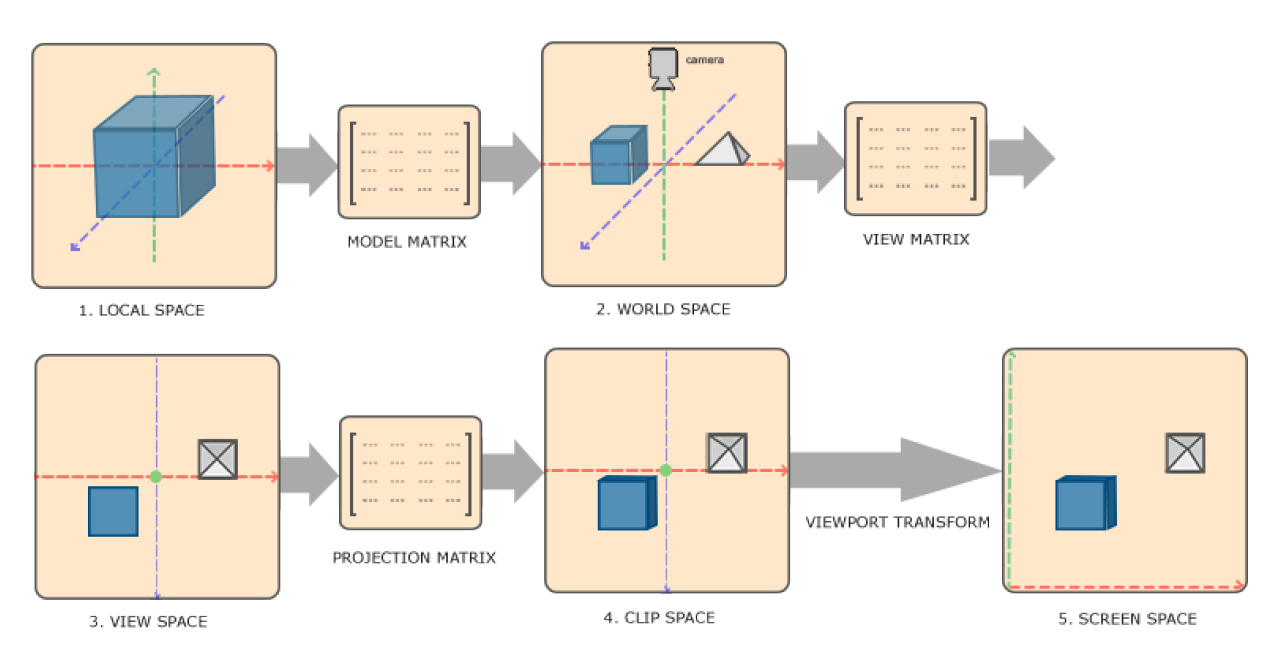 camera
MODEL MATRIX
VIEW MATRIX
1. LOCAL SPACE
2. WORLD SPACE
VIEWPORT TRANSFORM
PROJECTION MATRIX
3. VIEW SPACE
4. CLIP SPACE
5. SCREEN SPACE